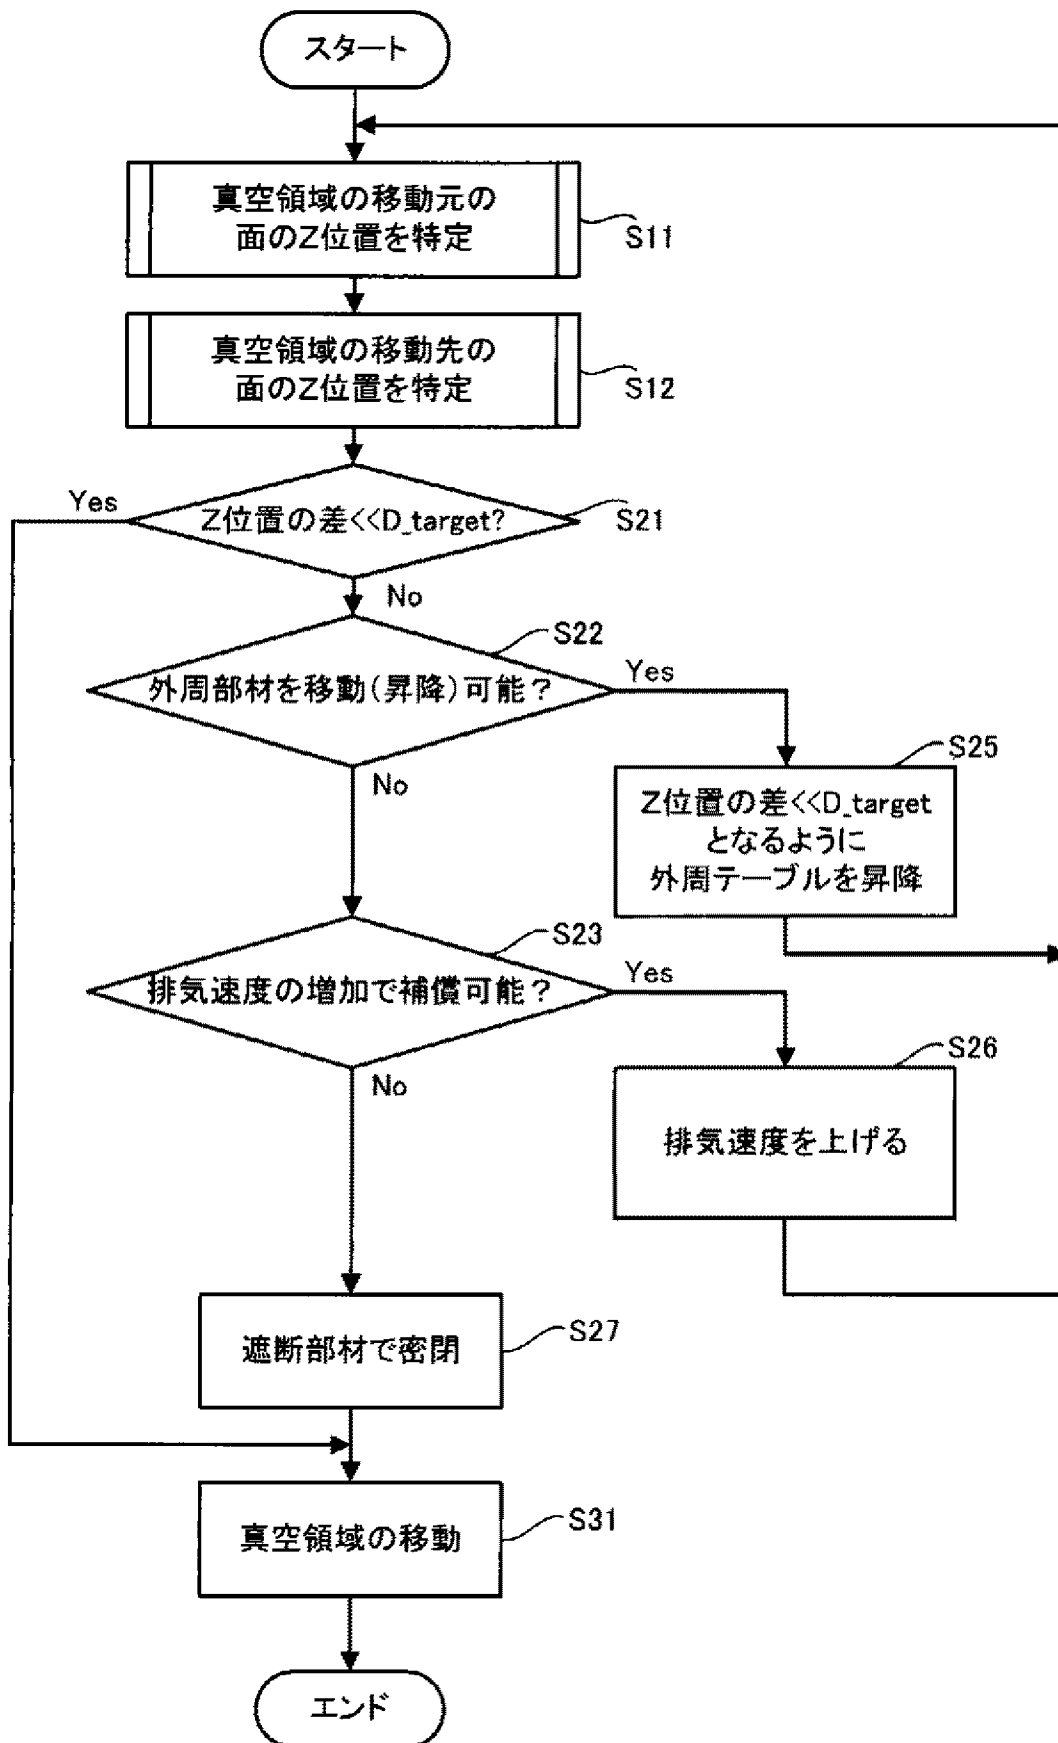 スタート
真空領域の移動元の
面のZ位置を特定
S11
真空領域の移動先の
面のZ位置を特定
S12
Yes
Z位置の差<<D_target?
S21
No
S22
外周部材を移動(昇降)可能?
Yes
No
S25
Z位置の差<<D_target
となるように
外周テーブルを昇降
S23
排気速度の増加で補償可能?
Yes
No
S26
排気速度を上げる
遮断部材で密閉
S27
真空領域の移動
S31
エンド